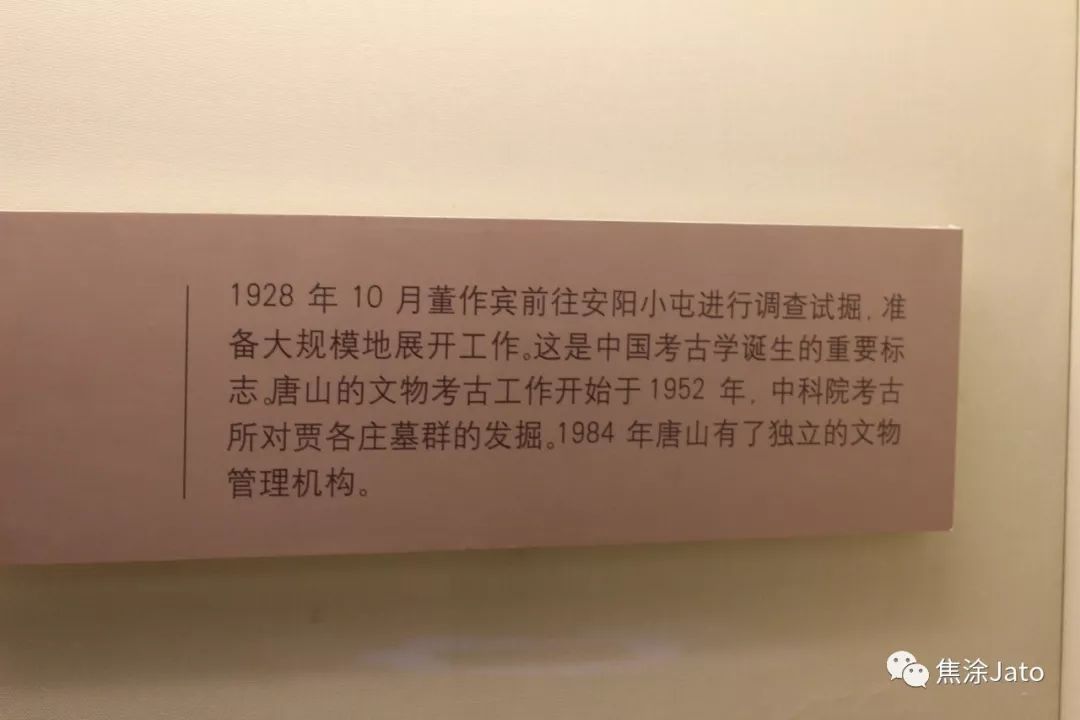 1928 年 10 月董作宾前往安阳小屯进行调查试掘，准
备大规模地展开工作。这是中国考古学诞生的重要标
志。唐山的文物考古工作开始于 1952 年，中科院考古
所对贾各庄墓群的发掘。1984 年唐山有了独立的文物
管理机构。
焦涂Jato